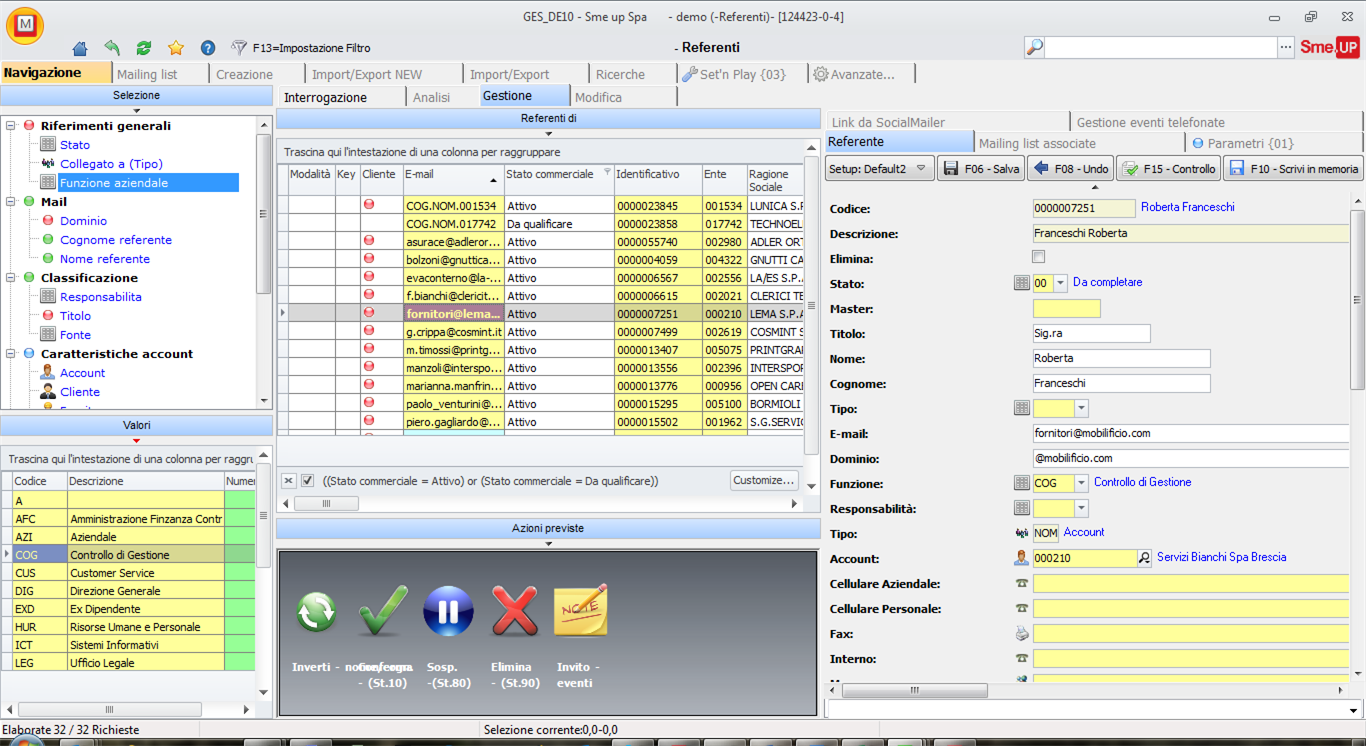 GES_DE10 - Sme up Spa - demo (-Referenti)- [124423-0-4]
F13=Impostazione Filtro
- Referenti
Sme.UP
Navigazione
Mailing list
Creazione
Import/Export NEW
Import/Export
Ricerche
Set'n Play {03}
Avanzate...
Selezione
Riferimenti generali
Stato
Collegato a (Tipo)
Funzione aziendale
Mail
Dominio
Cognome referente
Nome referente
Classificazione
Responsabilita
Titolo
Fonte
Caratteristiche account
Account
Cliente
Valori
Trascina qui l'intestazione di una colonna per raggru
Codice Descrizione Numer
A
AFC Amministrazione Finzanza Contr
AZI Aziendale
COG Controllo di Gestione
CUS Customer Service
DIG Direzione Generale
EXD Ex Dipendente
HUR Risorse Umane e Personale
ICT Sistemi Informativi
LEG Ufficio Legale
Interrogazione
Analisi
Gestione
Modifica
Referenti di
Trascina qui l'intestazione di una colonna per raggruppare
Modalità Key Cliente E-mail Stato commerciale Identificativo Ente Ragione Sociale
COG.NOM.001534 Attivo 0000023845 001534 LUNICA S.R
COG.NOM.017742 Da qualificare 0000023858 017742 TECHNOEL
asurace@adleror... Attivo 0000055740 002980 ADLER ORT
bolzoni@gnuttica... Attivo 0000004059 004322 GNUTTI CA
evaconterno@la-... Attivo 0000006567 002556 LA/ES S.P.A
f.bianchi@clericit... Attivo 0000006615 002021 CLERICI TE
fornitori@lema... Attivo 0000007251 000210 LEMA S.P.A
g.crippa@cosmint.it Attivo 0000007499 002619 COSMINT S
m.timossi@printg... Attivo 0000013407 005075 PRINTGRAF
manzoli@interspo... Attivo 0000013556 002396 INTERSPOR
marianna.manfrin... Attivo 0000013776 000956 OPEN CARE
paolo_venturini@... Attivo 0000015295 005100 BORMIOLI
piero.gagliardo@... Attivo 0000015502 001962 S.G.SERVIC
((Stato commerciale = Attivo) or (Stato commerciale = Da qualificare))
Customize...
Azioni previste
NOTE
Inverti - nome/cogn.
Conferma - (St.10)
Sosp. -(St.80)
Elimina - (St.90)
Invito - eventi
Link da SocialMailer
Gestione eventi telefonate
Referente
Mailing list associate
Parametri {01}
Setup: Default2
F06 - Salva
F08 - Undo
F15 - Controllo
F10 - Scrivi in memoria
Codice: 0000007251 Roberta Franceschi
Descrizione: Franceschi Roberta
Elimina:
Stato: 00 Da completare
Master:
Titolo: Sig.ra
Nome: Roberta
Cognome: Franceschi
Tipo:
E-mail: fornitori@mobilificio.com
Dominio: @mobilificio.com
Funzione: COG Controllo di Gestione
Responsabilità:
Tipo: NOM Account
Account: 000210 Servizi Bianchi Spa Brescia
Cellulare Aziendale:
Cellulare Personale:
Fax:
Interno:
Elaborate 32 / 32 Richieste
Selezione corrente:0,0-0,0